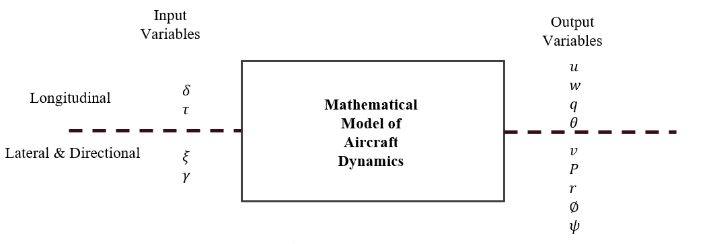 Input
Variables
Output
Variables
Longitudinal
δ
τ
Lateral & Directional
ξ
γ
Mathematical
Model of
Aircraft
Dynamics
u
w
q
θ
v
P
r
Ø
ψ